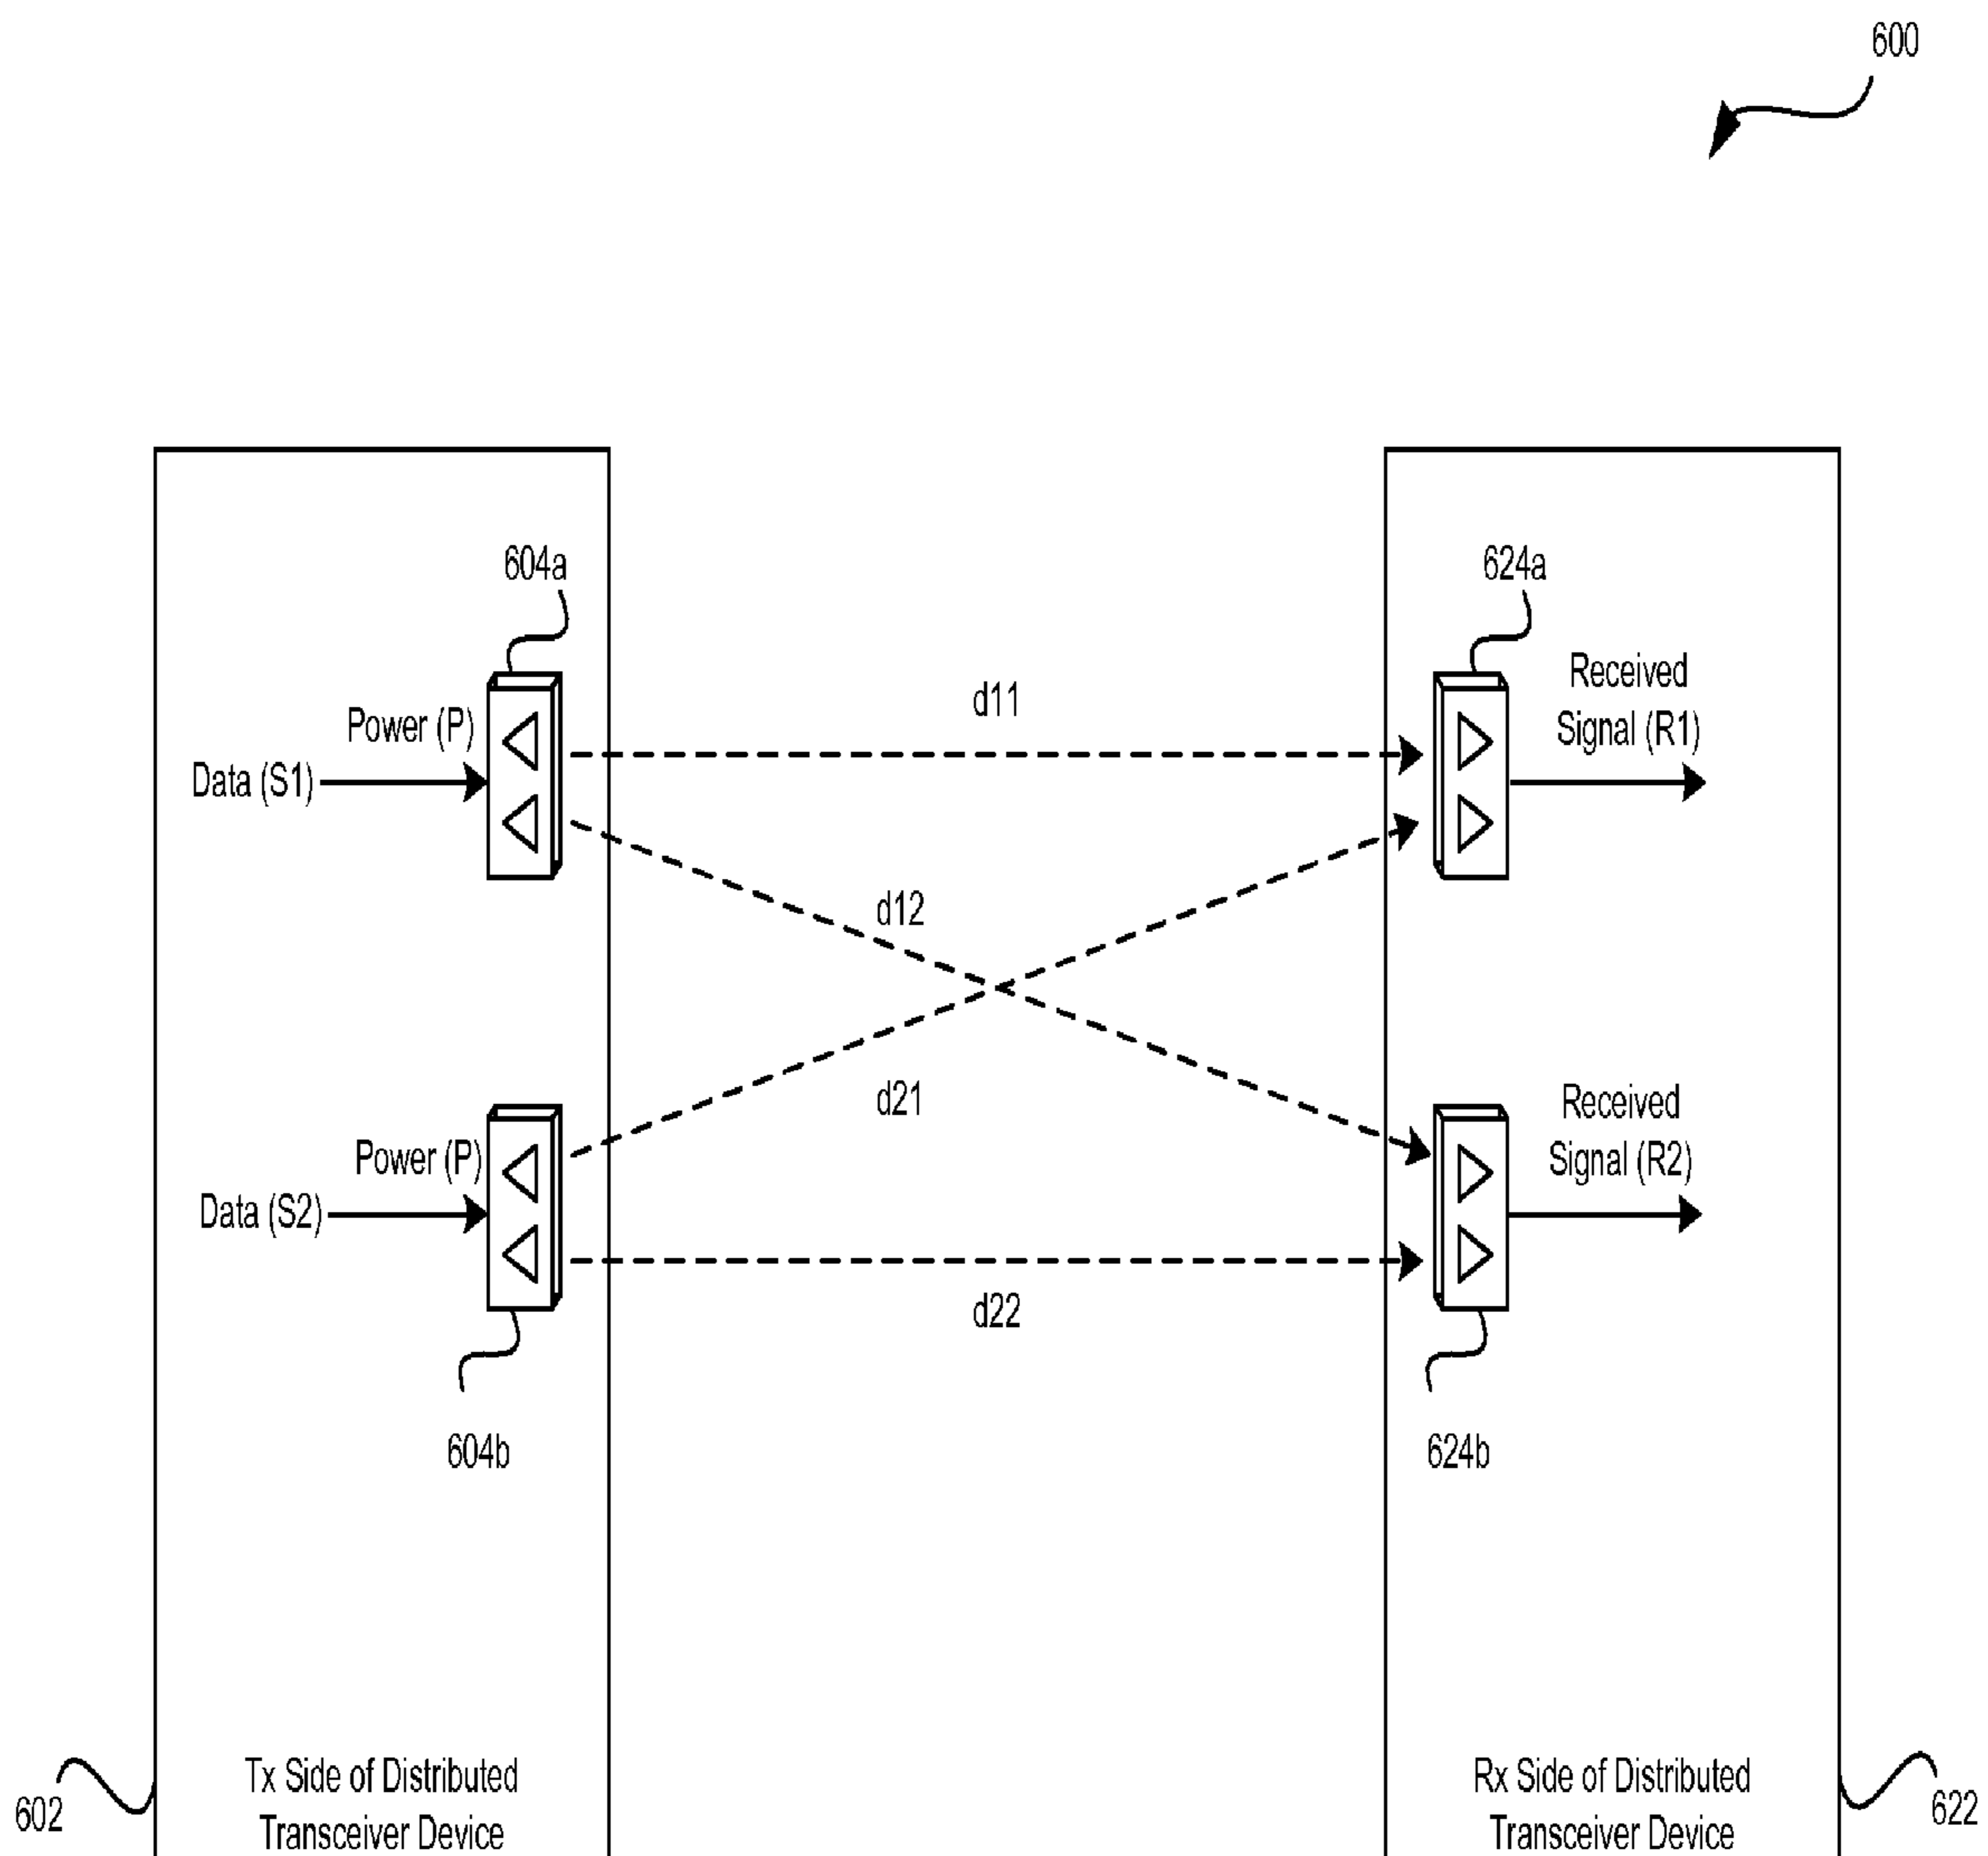 600
604a
624a
Power (P)
Data (S1)
d11
Received
Signal (R1)
d12
d21
Power (P)
Data (S2)
Received
Signal (R2)
d22
604b
624b
602
Tx Side of Distributed
Transceiver Device
Rx Side of Distributed
Transceiver Device
622